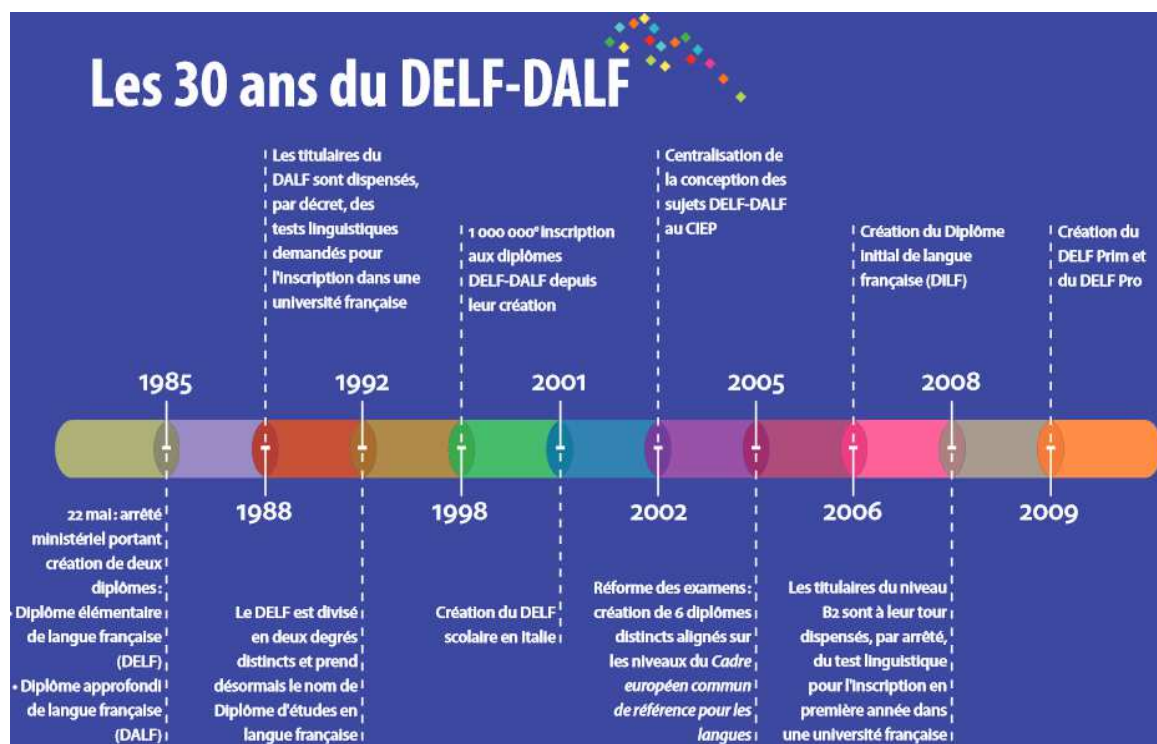 Les 30 ans du DELF-DALF
Les titulaires du
DALF sont dispensés,
par décret, des
tests linguistiques
demandés pour
l'inscription dans une
université française
1 000 000e inscription
aux diplômes
DELF-DALF depuis
leur création
Centralisation de
la conception des
sujets DELF-DALF
au CIEP
Création du Diplôme
initial de langue
française (DILF)
Création du
DELF Prim et
du DELF Pro
1985
1992
2001
2005
2008
1988
1998
2002
2006
2009
22 mai : arrêté
ministériel portant
création de deux
diplômes :
• Diplôme élémentaire
de langue française
(DELF)
• Diplôme approfondi
de langue française
(DALF)
Le DELF est divisé
en deux degrés
distincts et prend
désormais le nom de
Diplôme d'études en
langue française
Création du DELF
scolaire en Italie
Réforme des examens :
création de 6 diplômes
distincts alignés sur
les niveaux du Cadre
européen commun
de référence pour les
langues
Les titulaires du niveau
B2 sont à leur tour
dispensés, par arrêté,
du test linguistique
pour l'inscription en
première année dans
une université française